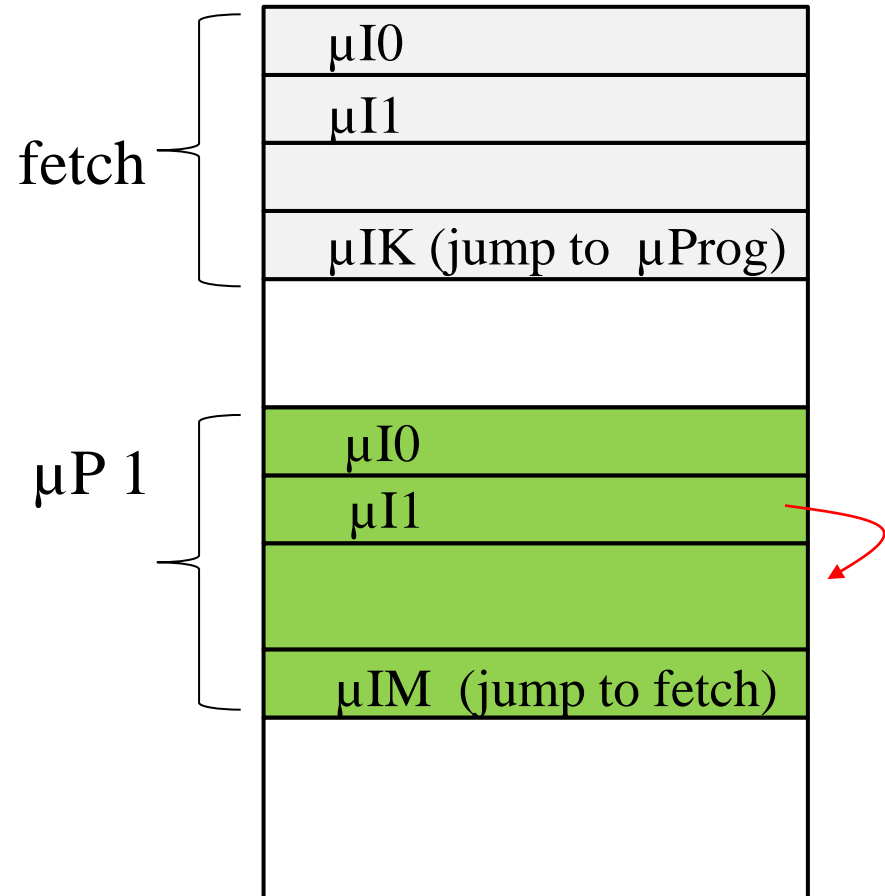 µI0
µI1
fetch
µIK (jump to µProg)
µI0
µP 1
µI1
µIM (jump to fetch)